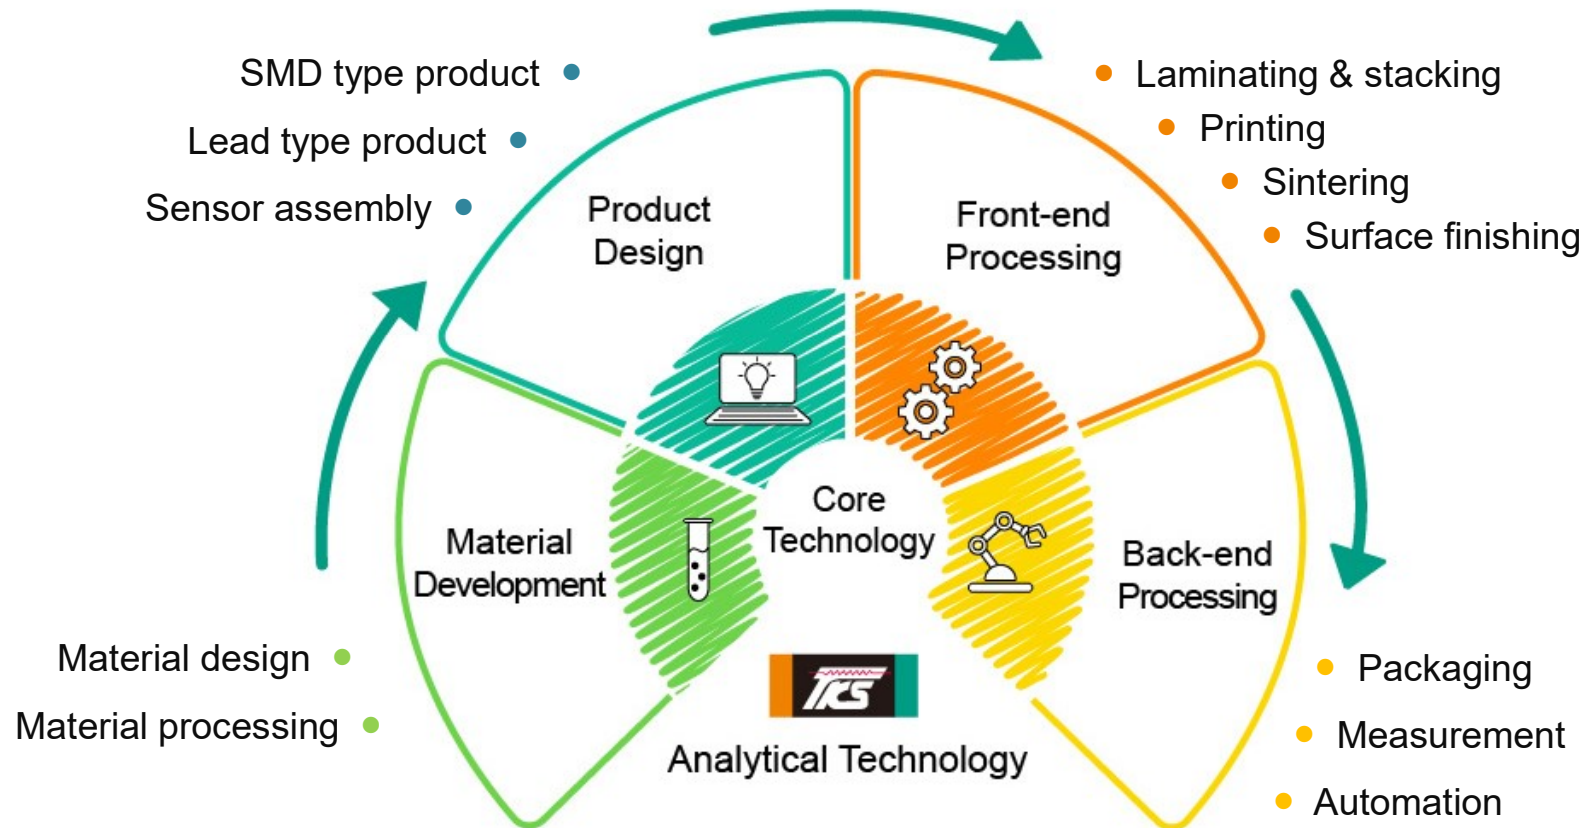 SMD type product
Lead type product
Sensor assembly
Laminating & stacking
Printing
Sintering
Surface finishing
Product
Design
Front-end
Processing
Core
Technology
Material
Development
Back-end
Processing
Material design
Material processing
TKS
Analytical Technology
Packaging
Measurement
Automation